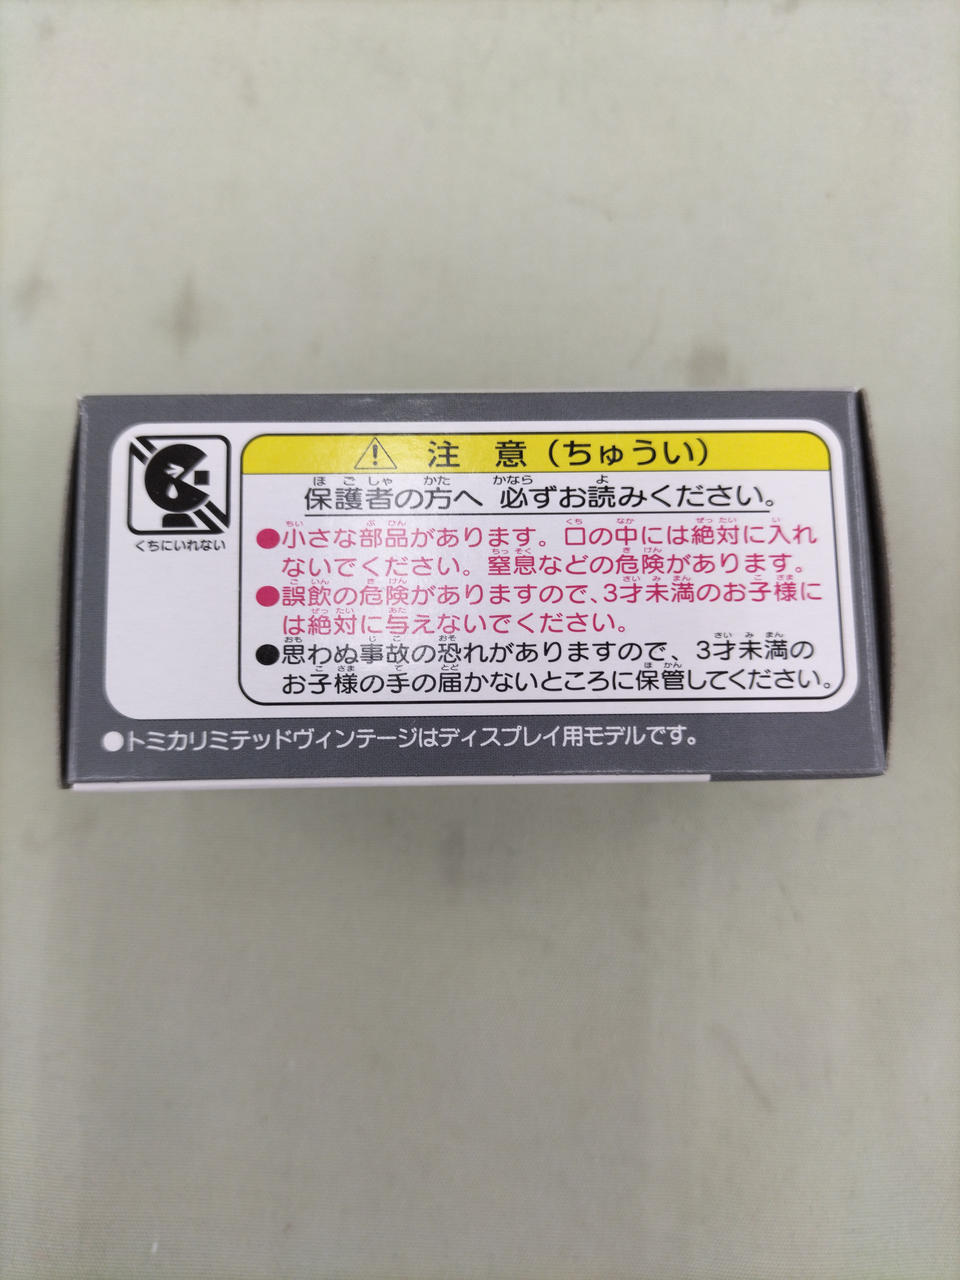 ⚠ 注 意（ちゅうい）
保護者の方へ 必ずお読みください。
くちにいれない
●小さな部品があります。口の中には絶対に入れ
ないでください。窒息などの危険があります。
●誤飲の危険がありますので、3才未満のお子様に
は絶対に与えないでください。
●思わぬ事故の恐れがありますので、3才未満の
お子様の手の届かないところに保管してください。
●トミカリミテッドヴィンテージはディスプレイ用モデルです。